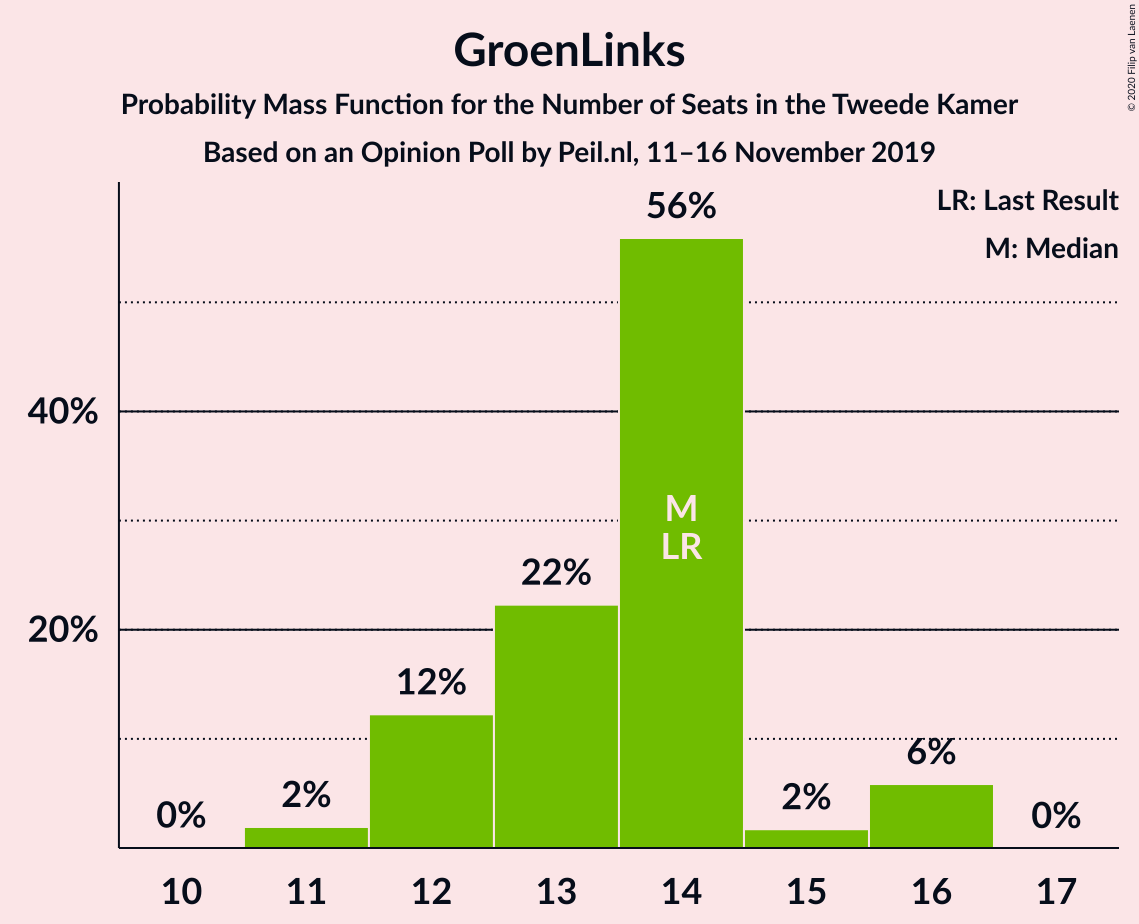 GroenLinks
Probability Mass Function for the Number of Seats in the Tweede Kamer
Based on an Opinion Poll by Peil.nl, 11–16 November 2019
© 2020 Filip van Laenen
LR: Last Result
M: Median
40%
20%
0%
2%
12%
22%
56%
M
LR
2%
6%
0%
10 11 12 13 14 15 16 17